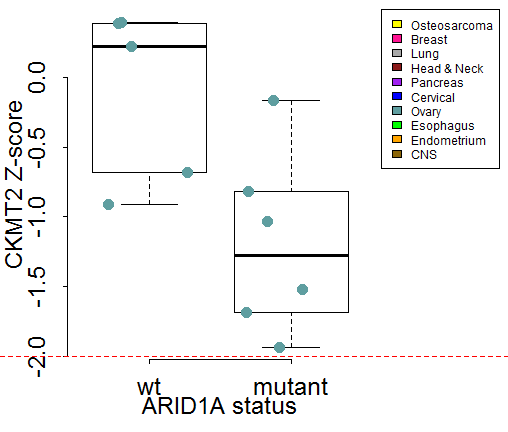 CKMT2 Z-score
0.0
-0.5
-1.0
-1.5
-2.0
wt
mutant
ARID1A status
Osteosarcoma
Breast
Lung
Head & Neck
Pancreas
Cervical
Ovary
Esophagus
Endometrium
CNS